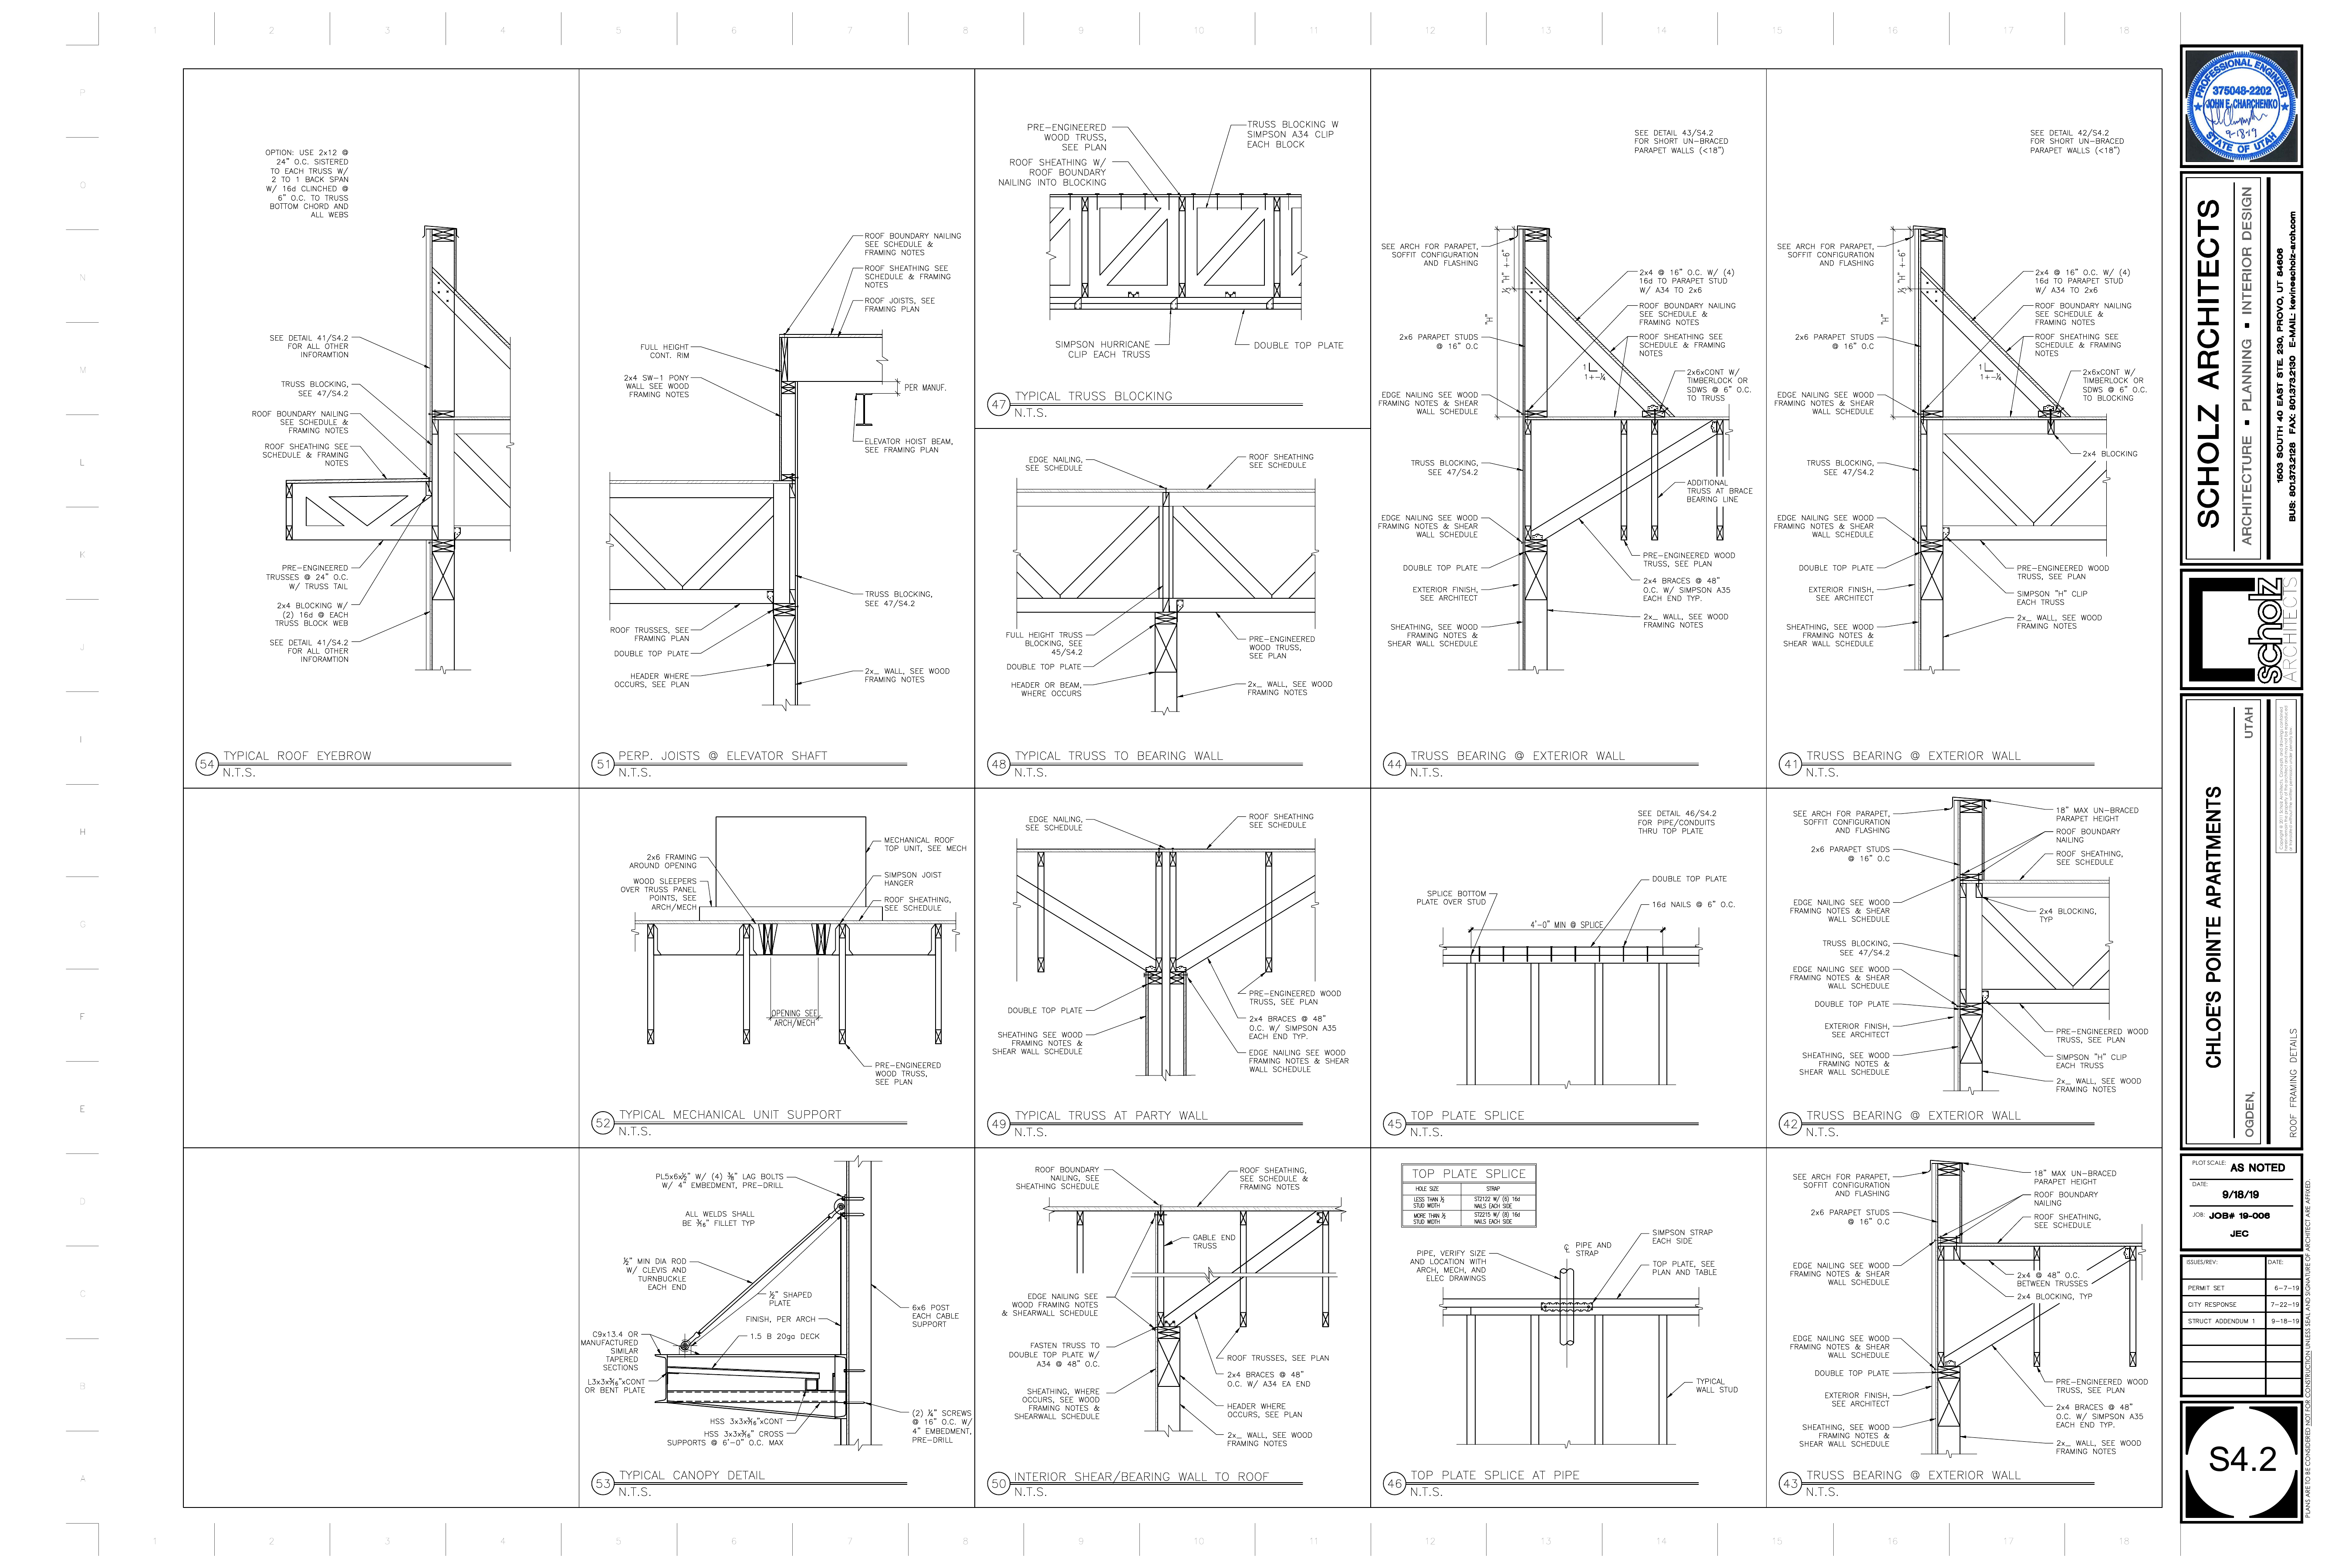 1 2 3 4 5 6 7 8 9 10 11 12 13 14 15 16 17 18
P
O
N
M
L
K
J
I
H
G
F
E
D
C
B
A
OPTION: USE 2x12 @
24" O.C. SISTERED
TO EACH TRUSS W/
2 TO 1 BACK SPAN
W/ 16d CLINCHED @
6" O.C. TO TRUSS
BOTTOM CHORD AND
ALL WEBS
SEE DETAIL 41/S4.2
FOR ALL OTHER
INFORAMTION
TRUSS BLOCKING,
SEE 47/S4.2
ROOF BOUNDARY NAILING
SEE SCHEDULE &
FRAMING NOTES
ROOF SHEATHING SEE
SCHEDULE & FRAMING
NOTES
PRE-ENGINEERED
TRUSSES @ 24" O.C.
W/ TRUSS TAIL
2x4 BLOCKING W/
(2) 16d @ EACH
TRUSS BLOCK WEB
SEE DETAIL 41/S4.2
FOR ALL OTHER
INFORAMTION
54 TYPICAL ROOF EYEBROW
N.T.S.
ROOF BOUNDARY NAILING
SEE SCHEDULE &
FRAMING NOTES
ROOF SHEATHING SEE
SCHEDULE & FRAMING
NOTES
ROOF JOISTS, SEE
FRAMING PLAN
FULL HEIGHT
CONT. RIM
2x4 SW-1 PONY
WALL SEE WOOD
FRAMING NOTES
PER MANUF.
ELEVATOR HOIST BEAM,
SEE FRAMING PLAN
TRUSS BLOCKING,
SEE 47/S4.2
ROOF TRUSSES, SEE
FRAMING PLAN
DOUBLE TOP PLATE
HEADER WHERE
OCCURS, SEE PLAN
2x_ WALL, SEE WOOD
FRAMING NOTES
51 PERP. JOISTS @ ELEVATOR SHAFT
N.T.S.
PRE-ENGINEERED
WOOD TRUSS,
SEE PLAN
ROOF SHEATHING W/
ROOF BOUNDARY
NAILING INTO BLOCKING
TRUSS BLOCKING W
SIMPSON A34 CLIP
EACH BLOCK
SIMPSON HURRICANE
CLIP EACH TRUSS
DOUBLE TOP PLATE
47 TYPICAL TRUSS BLOCKING
N.T.S.
EDGE NAILING,
SEE SCHEDULE
ROOF SHEATHING
SEE SCHEDULE
FULL HEIGHT TRUSS
BLOCKING, SEE
45/S4.2
DOUBLE TOP PLATE
HEADER OR BEAM,
WHERE OCCURS
PRE-ENGINEERED
WOOD TRUSS,
SEE PLAN
2x_ WALL, SEE WOOD
FRAMING NOTES
48 TYPICAL TRUSS TO BEARING WALL
N.T.S.
SEE DETAIL 43/S4.2
FOR SHORT UN-BRACED
PARAPET WALLS (<18")
SEE ARCH FOR PARAPET,
SOFFIT CONFIGURATION
AND FLASHING
"H"
2x6 PARAPET STUDS
@ 16" O.C
EDGE NAILING SEE WOOD
FRAMING NOTES & SHEAR
WALL SCHEDULE
TRUSS BLOCKING,
SEE 47/S4.2
EDGE NAILING SEE WOOD
FRAMING NOTES & SHEAR
WALL SCHEDULE
DOUBLE TOP PLATE
EXTERIOR FINISH,
SEE ARCHITECT
SHEATHING, SEE WOOD
FRAMING NOTES &
SHEAR WALL SCHEDULE
2x4 @ 16" O.C. W/ (4)
16d TO PARAPET STUD
W/ A34 TO 2x6
ROOF BOUNDARY NAILING
SEE SCHEDULE &
FRAMING NOTES
ROOF SHEATHING SEE
SCHEDULE & FRAMING
NOTES
1
1+-¼
2x6xCONT W/
TIMBERLOCK OR
SDWS @ 6" O.C.
TO TRUSS
ADDITIONAL
TRUSS AT BRACE
BEARING LINE
PRE-ENGINEERED WOOD
TRUSS, SEE PLAN
2x4 BRACES @ 48"
O.C. W/ SIMPSON A35
EACH END TYP.
2x_ WALL, SEE WOOD
FRAMING NOTES
44 TRUSS BEARING @ EXTERIOR WALL
N.T.S.
SEE DETAIL 42/S4.2
FOR SHORT UN-BRACED
PARAPET WALLS (<18")
SEE ARCH FOR PARAPET,
SOFFIT CONFIGURATION
AND FLASHING
"H"
2x6 PARAPET STUDS
@ 16" O.C
EDGE NAILING SEE WOOD
FRAMING NOTES & SHEAR
WALL SCHEDULE
TRUSS BLOCKING,
SEE 47/S4.2
EDGE NAILING SEE WOOD
FRAMING NOTES & SHEAR
WALL SCHEDULE
DOUBLE TOP PLATE
EXTERIOR FINISH,
SEE ARCHITECT
SHEATHING, SEE WOOD
FRAMING NOTES &
SHEAR WALL SCHEDULE
2x4 @ 16" O.C. W/ (4)
16d TO PARAPET STUD
W/ A34 TO 2x6
ROOF BOUNDARY NAILING
SEE SCHEDULE &
FRAMING NOTES
ROOF SHEATHING SEE
SCHEDULE & FRAMING
NOTES
1
1+-¼
2x6xCONT W/
TIMBERLOCK OR
SDWS @ 6" O.C.
TO BLOCKING
2x4 BLOCKING
PRE-ENGINEERED WOOD
TRUSS, SEE PLAN
SIMPSON "H" CLIP
EACH TRUSS
2x_ WALL, SEE WOOD
FRAMING NOTES
41 TRUSS BEARING @ EXTERIOR WALL
N.T.S.
2x6 FRAMING
AROUND OPENING
WOOD SLEEPERS
OVER TRUSS PANEL
POINTS, SEE
ARCH/MECH
MECHANICAL ROOF
TOP UNIT, SEE MECH
SIMPSON JOIST
HANGER
ROOF SHEATHING,
SEE SCHEDULE
OPENING SEE
ARCH/MECH
PRE-ENGINEERED
WOOD TRUSS,
SEE PLAN
52 TYPICAL MECHANICAL UNIT SUPPORT
N.T.S.
EDGE NAILING,
SEE SCHEDULE
ROOF SHEATHING
SEE SCHEDULE
DOUBLE TOP PLATE
SHEATHING SEE WOOD
FRAMING NOTES &
SHEAR WALL SCHEDULE
PRE-ENGINEERED WOOD
TRUSS, SEE PLAN
2x4 BRACES @ 48"
O.C. W/ SIMPSON A35
EACH END TYP.
EDGE NAILING SEE WOOD
FRAMING NOTES & SHEAR
WALL SCHEDULE
49 TYPICAL TRUSS AT PARTY WALL
N.T.S.
SEE DETAIL 46/S4.2
FOR PIPE/CONDUITS
THRU TOP PLATE
SPLICE BOTTOM
PLATE OVER STUD
DOUBLE TOP PLATE
16d NAILS @ 6" O.C.
4'-0" MIN @ SPLICE
45 TOP PLATE SPLICE
N.T.S.
SEE ARCH FOR PARAPET,
SOFFIT CONFIGURATION
AND FLASHING
2x6 PARAPET STUDS
@ 16" O.C
EDGE NAILING SEE WOOD
FRAMING NOTES & SHEAR
WALL SCHEDULE
TRUSS BLOCKING,
SEE 47/S4.2
EDGE NAILING SEE WOOD
FRAMING NOTES & SHEAR
WALL SCHEDULE
DOUBLE TOP PLATE
EXTERIOR FINISH,
SEE ARCHITECT
SHEATHING, SEE WOOD
FRAMING NOTES &
SHEAR WALL SCHEDULE
18" MAX UN-BRACED
PARAPET HEIGHT
ROOF BOUNDARY
NAILING
ROOF SHEATHING,
SEE SCHEDULE
2x4 BLOCKING,
TYP
PRE-ENGINEERED WOOD
TRUSS, SEE PLAN
SIMPSON "H" CLIP
EACH TRUSS
2x_ WALL, SEE WOOD
FRAMING NOTES
42 TRUSS BEARING @ EXTERIOR WALL
N.T.S.
PL5x6x½" W/ (4) ⅜" LAG BOLTS
W/ 4" EMBEDMENT, PRE-DRILL
ALL WELDS SHALL
BE 3/16" FILLET TYP
½" MIN DIA ROD
W/ CLEVIS AND
TURNBUCKLE
EACH END
½" SHAPED
PLATE
FINISH, PER ARCH
1.5 B 20ga DECK
6x6 POST
EACH CABLE
SUPPORT
C9x13.4 OR
MANUFACTURED
SIMILAR
TAPERED
SECTIONS
L3x3x3/16"xCONT
OR BENT PLATE
HSS 3x3x3/16"xCONT
HSS 3x3x3/16" CROSS
SUPPORTS @ 6'-0" O.C. MAX
(2) ¼" SCREWS
@ 16" O.C. W/
4" EMBEDMENT,
PRE-DRILL
53 TYPICAL CANOPY DETAIL
N.T.S.
ROOF BOUNDARY
NAILING, SEE
SHEATHING SCHEDULE
ROOF SHEATHING,
SEE SCHEDULE &
FRAMING NOTES
GABLE END
TRUSS
EDGE NAILING SEE
WOOD FRAMING NOTES
& SHEARWALL SCHEDULE
FASTEN TRUSS TO
DOUBLE TOP PLATE W/
A34 @ 48" O.C.
SHEATHING, WHERE
OCCURS, SEE WOOD
FRAMING NOTES &
SHEARWALL SCHEDULE
ROOF TRUSSES, SEE PLAN
2x4 BRACES @ 48"
O.C. W/ A34 EA END
HEADER WHERE
OCCURS, SEE PLAN
2x_ WALL, SEE WOOD
FRAMING NOTES
50 INTERIOR SHEAR/BEARING WALL TO ROOF
N.T.S.
TOP PLATE SPLICE
HOLE SIZE STRAP
LESS THAN ½ STUD WIDTH ST2122 W/ (8) 16d NAILS EACH SIDE
MORE THAN ½ STUD WIDTH ST2215 W/ (8) 16d NAILS EACH SIDE
PIPE, VERIFY SIZE
AND LOCATION WITH
ARCH, MECH, AND
ELEC DRAWINGS
℄ PIPE AND
STRAP
SIMPSON STRAP
EACH SIDE
TOP PLATE, SEE
PLAN AND TABLE
TYPICAL
WALL STUD
46 TOP PLATE SPLICE AT PIPE
N.T.S.
SEE ARCH FOR PARAPET,
SOFFIT CONFIGURATION
AND FLASHING
2x6 PARAPET STUDS
@ 16" O.C
EDGE NAILING SEE WOOD
FRAMING NOTES & SHEAR
WALL SCHEDULE
EDGE NAILING SEE WOOD
FRAMING NOTES & SHEAR
WALL SCHEDULE
DOUBLE TOP PLATE
EXTERIOR FINISH,
SEE ARCHITECT
SHEATHING, SEE WOOD
FRAMING NOTES &
SHEAR WALL SCHEDULE
18" MAX UN-BRACED
PARAPET HEIGHT
ROOF BOUNDARY
NAILING
ROOF SHEATHING,
SEE SCHEDULE
2x4 @ 48" O.C.
BETWEEN TRUSSES
2x4 BLOCKING, TYP
PRE-ENGINEERED WOOD
TRUSS, SEE PLAN
2x4 BRACES @ 48"
O.C. W/ SIMPSON A35
EACH END TYP.
2x_ WALL, SEE WOOD
FRAMING NOTES
43 TRUSS BEARING @ EXTERIOR WALL
N.T.S.
PROFESSIONAL ENGINEER
375048-2202
JOHN E. CHARCHENKO
9-18-19
STATE OF UTAH
SCHOLZ ARCHITECTS
ARCHITECTURE ▪ PLANNING ▪ INTERIOR DESIGN
1503 SOUTH 40 EAST STE. 230, PROVO, UT 84606
BUS: 801.373.2126 FAX: 801.373.2130 E-MAIL: kevin@scholz-arch.com
scholz
ARCHITECTS
CHLOE'S POINTE APARTMENTS
OGDEN, UTAH
ROOF FRAMING DETAILS
PLOT SCALE: AS NOTED
DATE:
9/18/19
JOB: JOB# 19-006
JEC
ISSUES/REV: DATE:
PERMIT SET 6-7-19
CITY RESPONSE 7-22-19
STRUCT ADDENDUM 1 9-18-19
S4.2
PLANS ARE TO BE CONSIDERED NOT FOR CONSTRUCTION UNLESS SEAL AND SIGNATURE OF ARCHITECT ARE AFFIXED.